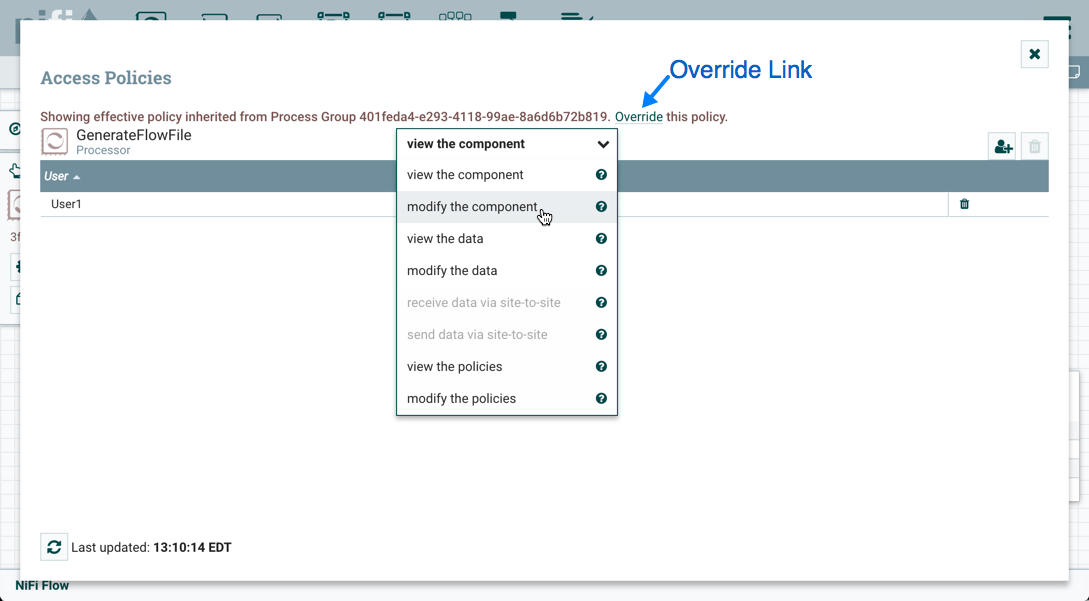 Override Link
Access Policies
Showing effective policy inherited from Process Group 401feda4-e293-4118-99ae-8a6d6b72b819. Override this policy.
GenerateFlowFile
Processor
view the component
User
view the component
User1
modify the component
view the data
modify the data
receive data via site-to-site
send data via site-to-site
view the policies
modify the policies
Last updated: 13:10:14 EDT
NiFi Flow